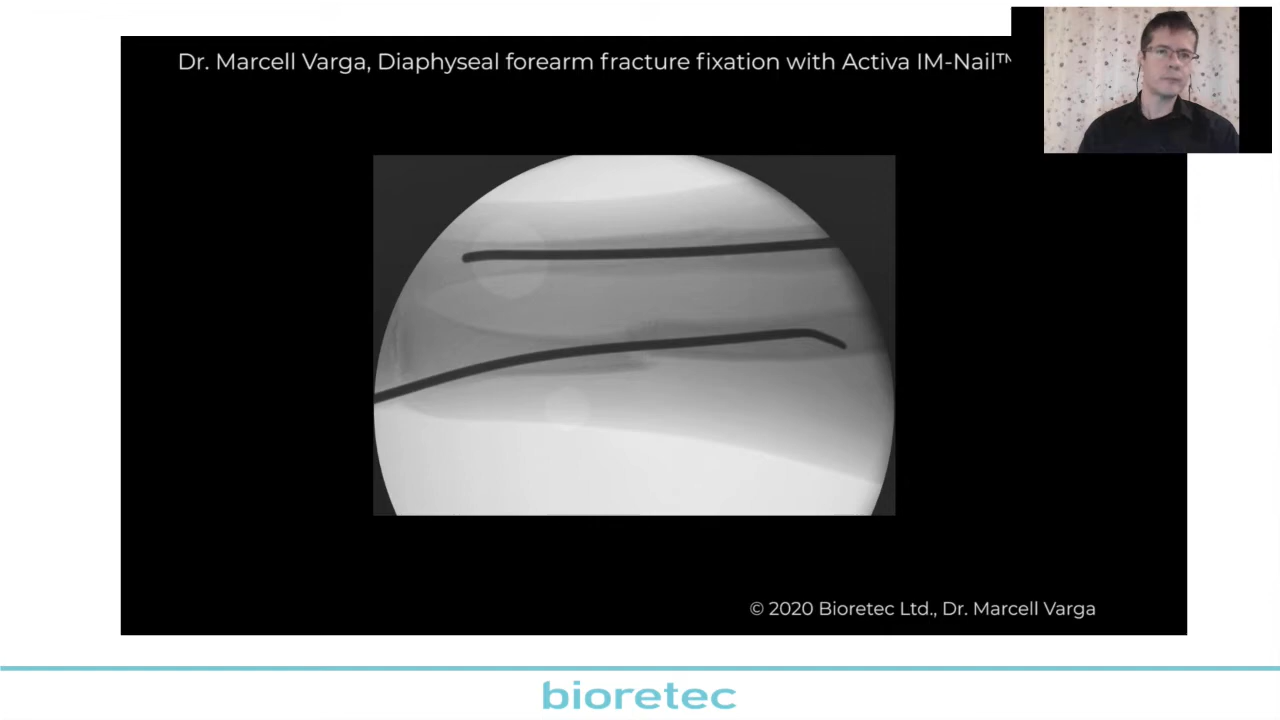 Dr. Marcell Varga, Diaphyseal forearm fracture fixation with Activa IM-Nail™
© 2020 Bioretec Ltd., Dr. Marcell Varga
bioretec